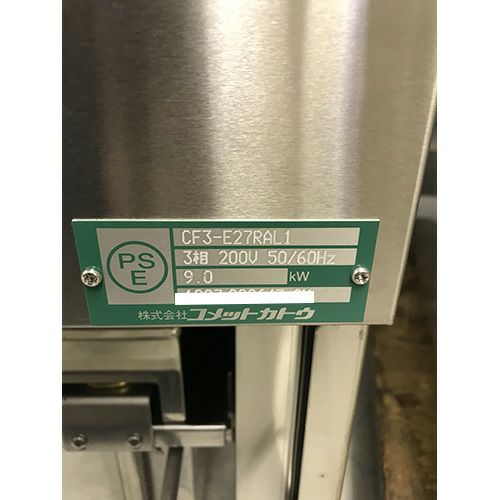 PS
E
CF3-E27RAL1
3相 200V 50/60Hz
9.0 kW
株式会社 コメットカトウ